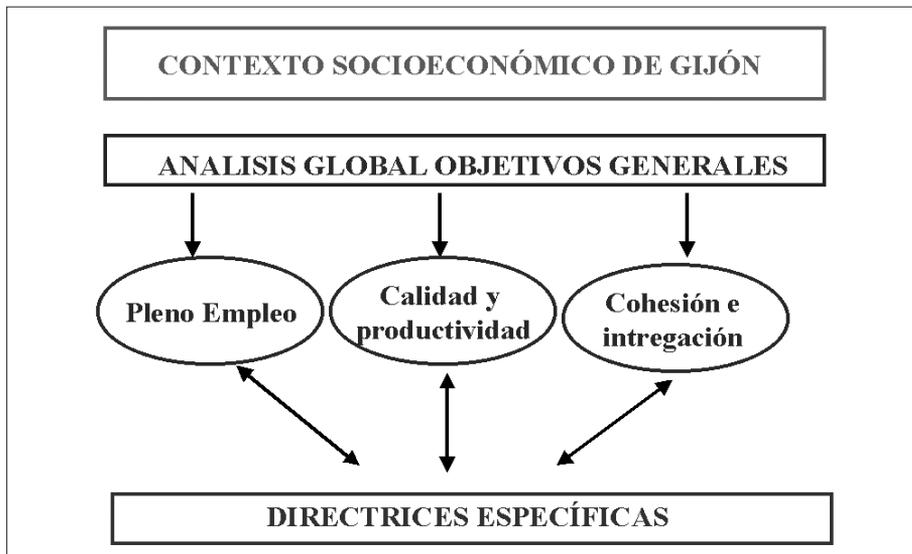 CONTEXTO SOCIOECONÓMICO DE GIJÓN
ANALISIS GLOBAL OBJETIVOS GENERALES
Pleno Empleo
Calidad y
productividad
Cohesión e
intregación
DIRECTRICES ESPECÍFICAS